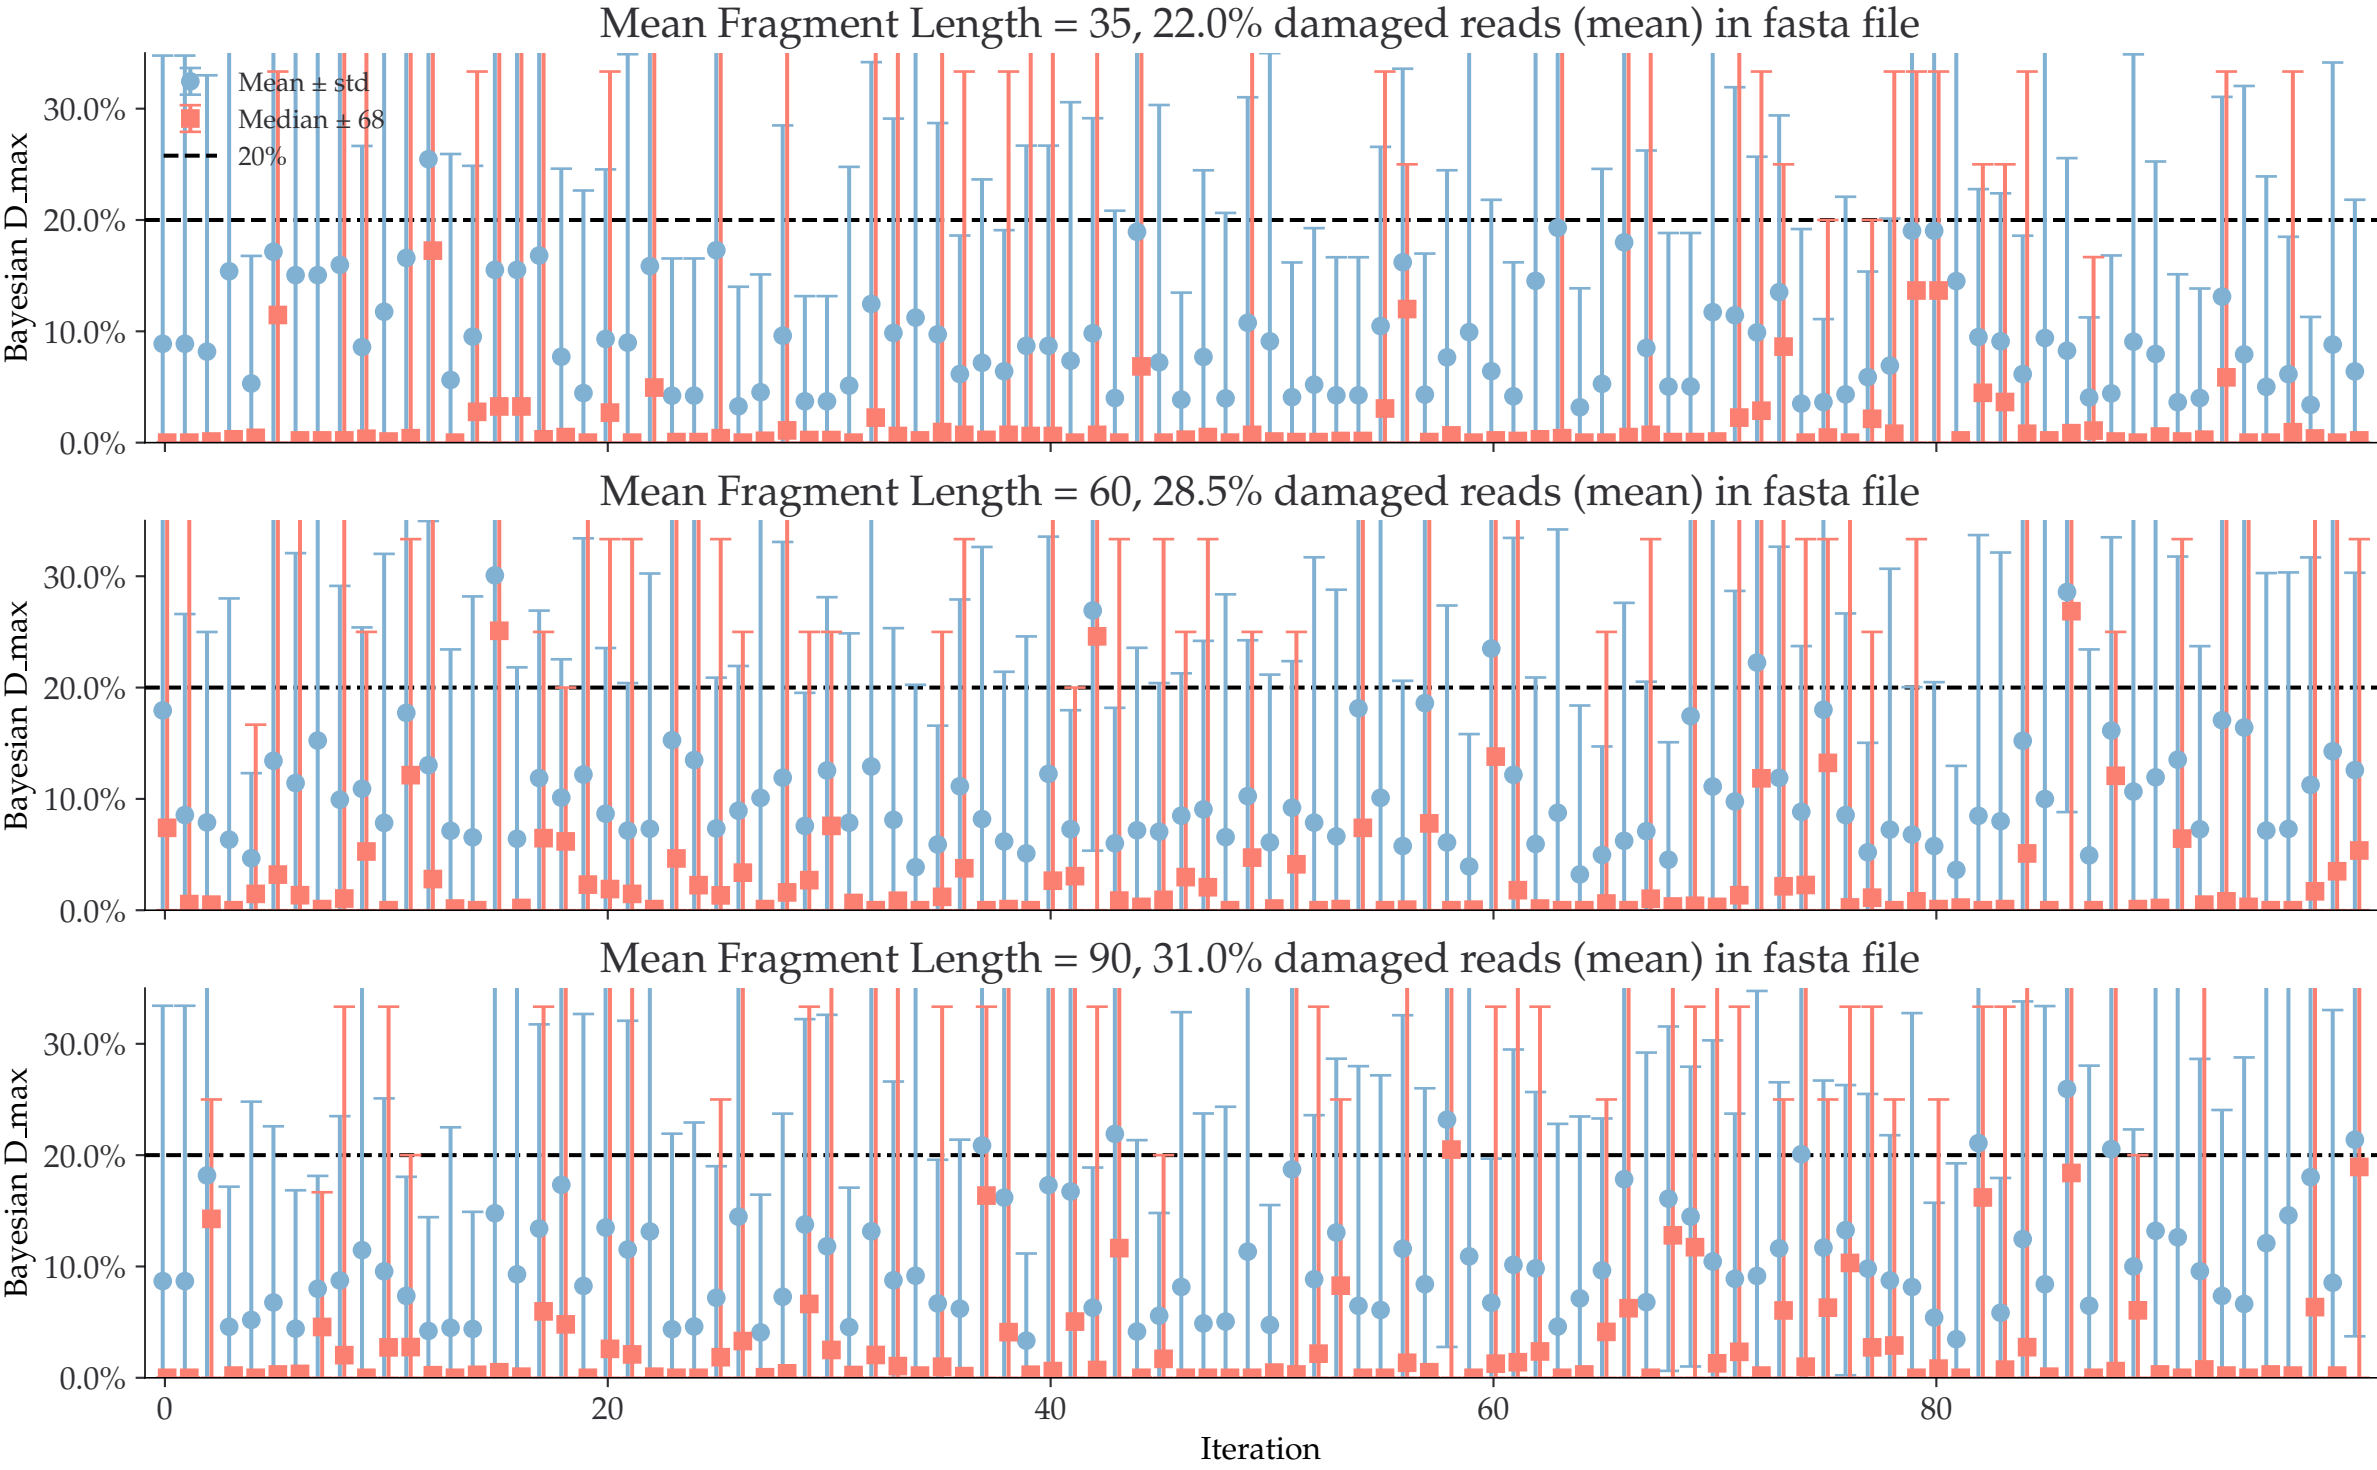 Mean Fragment Length = 35, 22.0% damaged reads (mean) in fasta file
Mean ± std
Median ± 68
20%
30.0%
20.0%
10.0%
0.0%
Bayesian D_max
Mean Fragment Length = 60, 28.5% damaged reads (mean) in fasta file
30.0%
20.0%
10.0%
0.0%
Bayesian D_max
Mean Fragment Length = 90, 31.0% damaged reads (mean) in fasta file
30.0%
20.0%
10.0%
0.0%
Bayesian D_max
0 20 40 60 80
Iteration